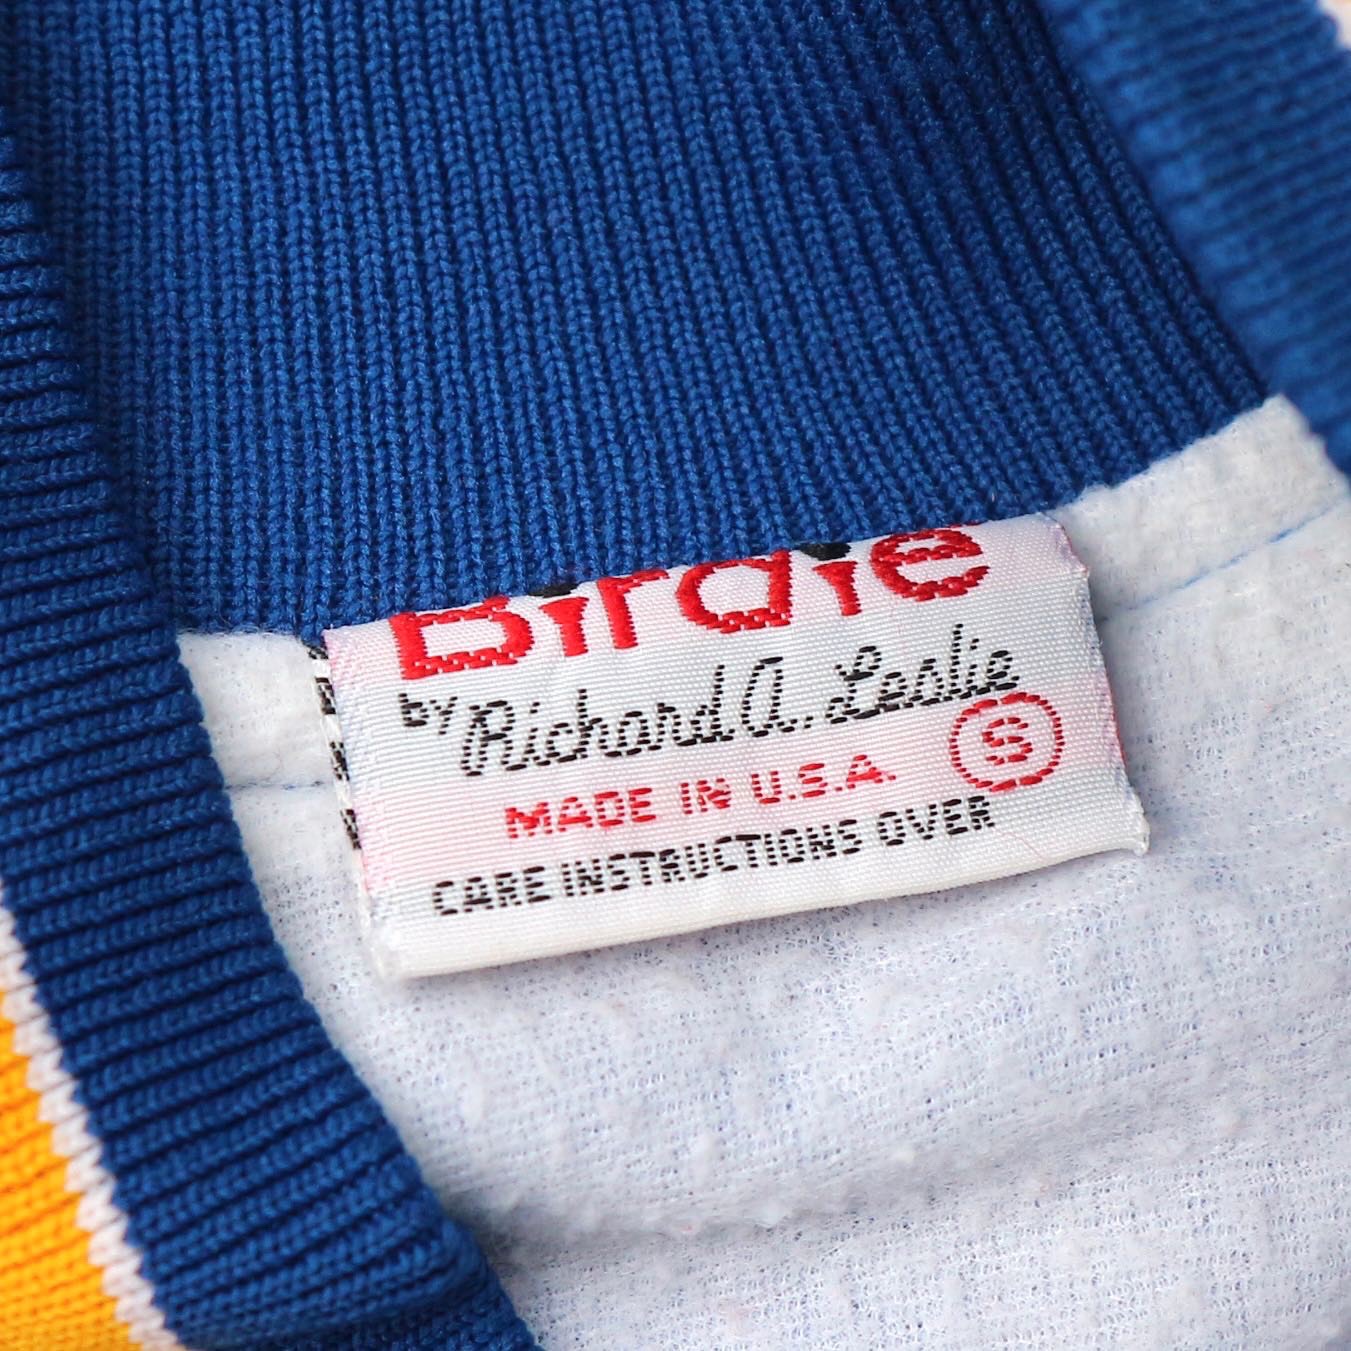 Birdie
by Richard A. Leslie
MADE IN U.S.A. S
CARE INSTRUCTIONS OVER